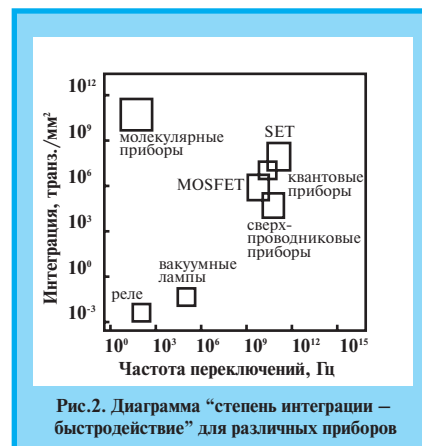 Интеграция, транз./мм²
10¹²
10⁹
10⁶
10³
10⁰
10⁻³
молекулярные
приборы
SET
MOSFET
квантовые
приборы
сверх-
проводниковые
приборы
вакуумные
лампы
реле
10⁰ 10³ 10⁶ 10⁹ 10¹² 10¹⁵
Частота переключений, Гц
Рис.2. Диаграмма “степень интеграции –
быстродействие” для различных приборов